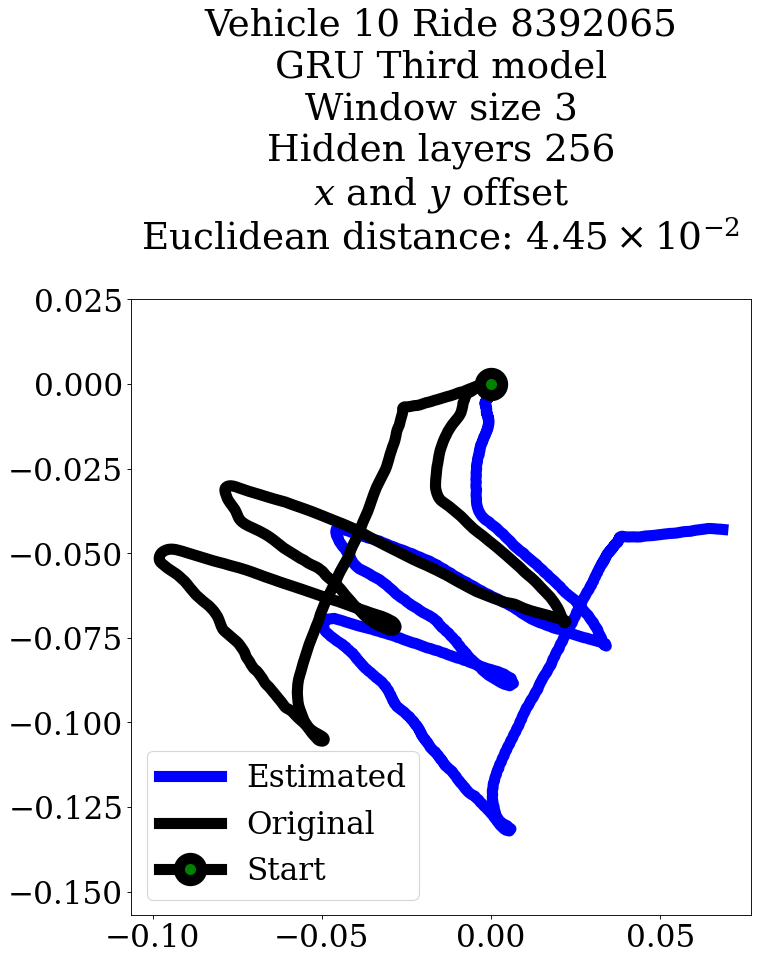 Vehicle 10 Ride 8392065
GRU Third model
Window size 3
Hidden layers 256
x and y offset
Euclidean distance: 4.45 × 10⁻²
0.025
0.000
−0.025
−0.050
−0.075
−0.100
−0.125
−0.150
Estimated
Original
Start
−0.10 −0.05 0.00 0.05